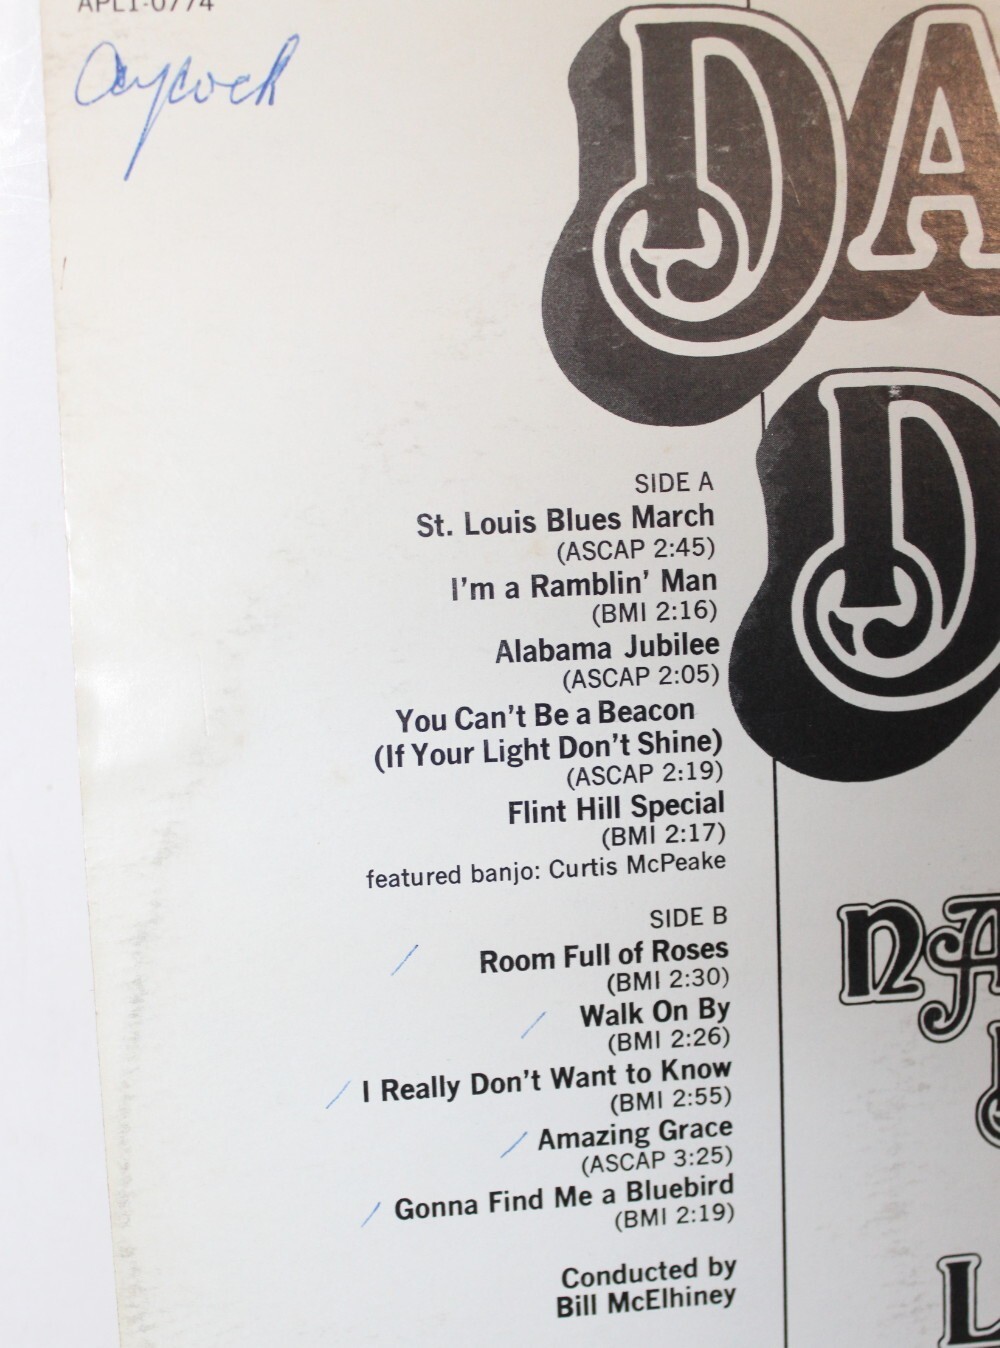 APL1-0774
Aycock
DA
D
SIDE A
St. Louis Blues March
(ASCAP 2:45)
I'm a Ramblin' Man
(BMI 2:16)
Alabama Jubilee
(ASCAP 2:05)
You Can't Be a Beacon
(If Your Light Don't Shine)
(ASCAP 2:19)
Flint Hill Special
(BMI 2:17)
featured banjo: Curtis McPeake
SIDE B
Room Full of Roses
(BMI 2:30)
Walk On By
(BMI 2:26)
I Really Don't Want to Know
(BMI 2:55)
Amazing Grace
(ASCAP 3:25)
Gonna Find Me a Bluebird
(BMI 2:19)
Conducted by
Bill McElhiney
NA
L